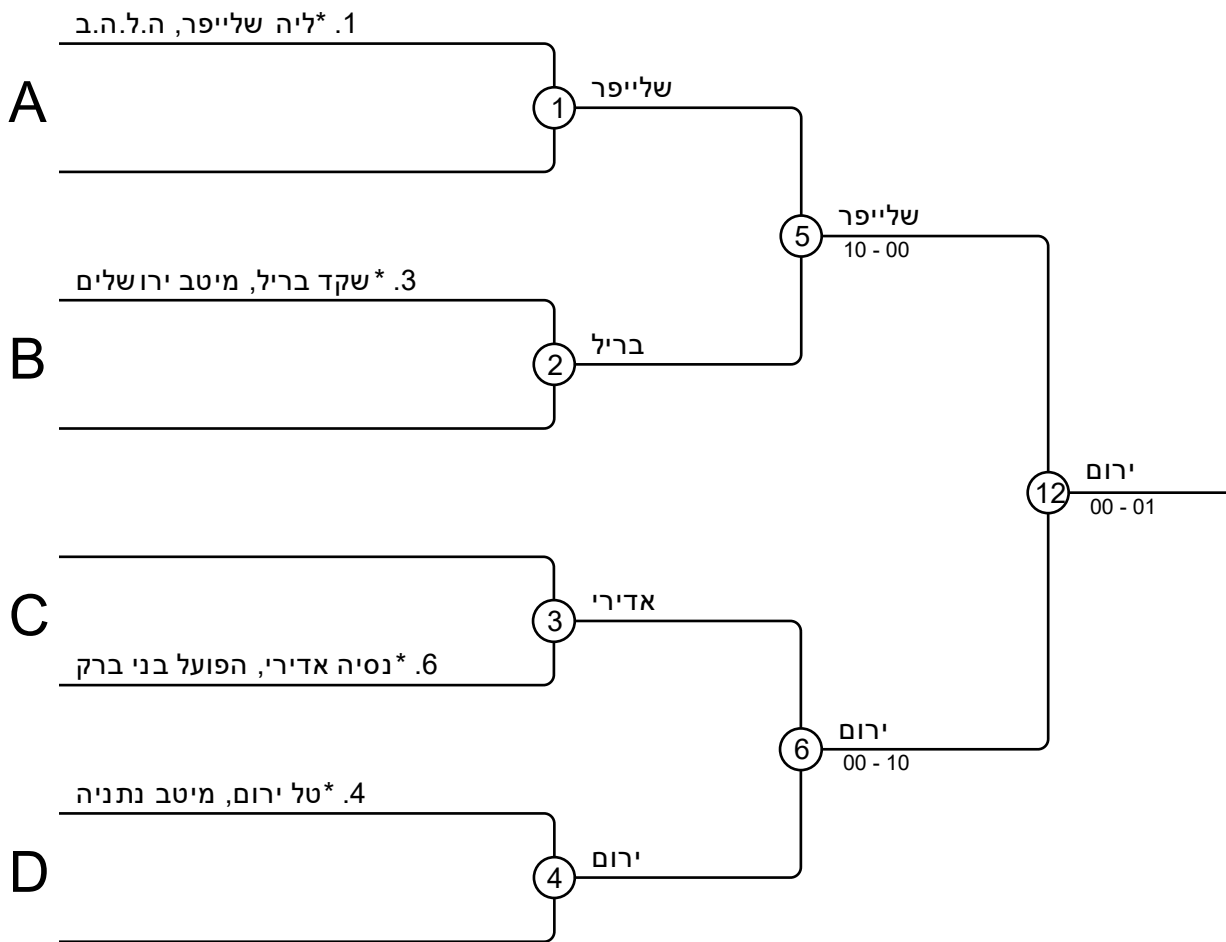 1. *ליה שלייפר, ה.ל.ה.ב
A
1
שלייפר
5
שלייפר
10 - 00
3. *שקד בריל, מיטב ירושלים
B
2
בריל
12
ירום
00 - 01
C
3
אדירי
6. *נסיה אדירי, הפועל בני ברק
6
ירום
00 - 10
4. *טל ירום, מיטב נתניה
D
4
ירום